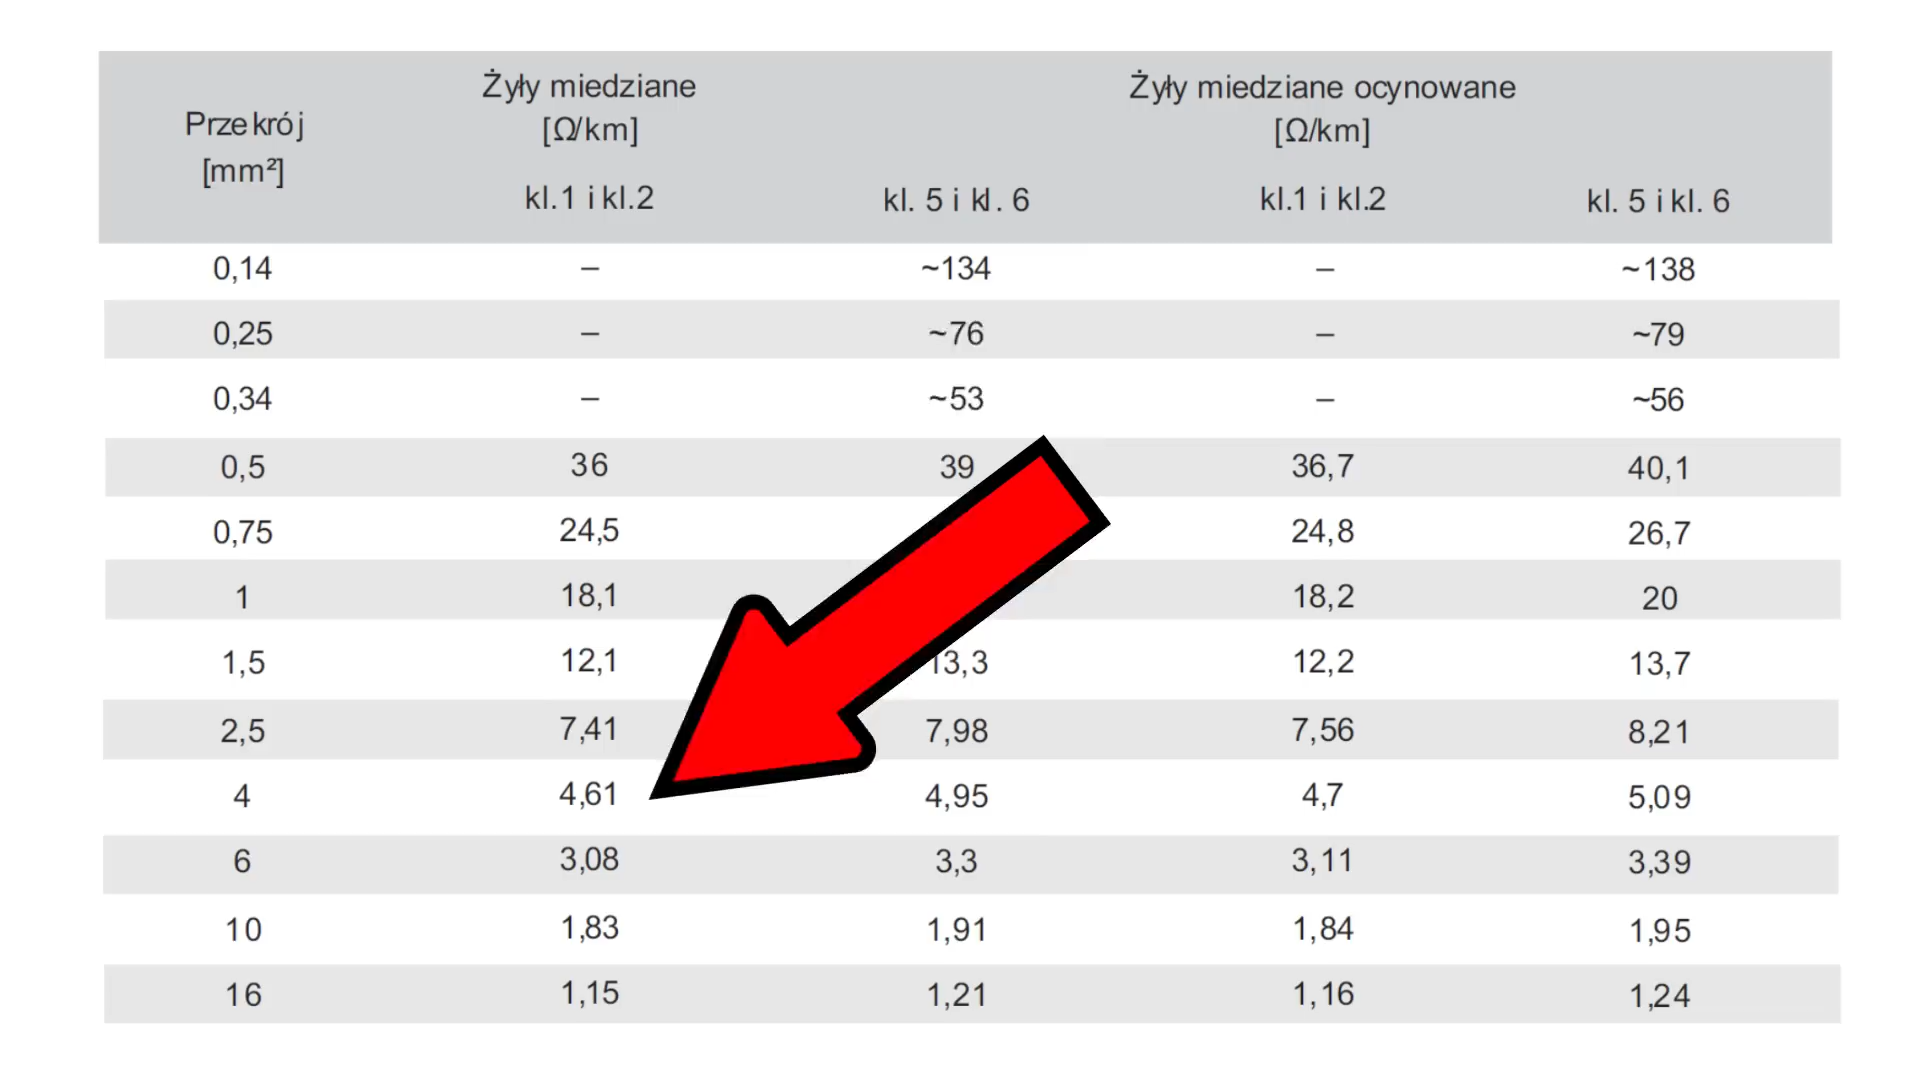 Przekrój
[mm²]
Żyły miedziane
[Ω/km]
Żyły miedziane ocynowane
[Ω/km]
kl.1 i kl.2 kl. 5 i kl. 6 kl.1 i kl.2 kl. 5 i kl. 6
0,14 – ~134 – ~138
0,25 – ~76 – ~79
0,34 – ~53 – ~56
0,5 36 39 36,7 40,1
0,75 24,5 24,8 26,7
1 18,1 18,2 20
1,5 12,1 13,3 12,2 13,7
2,5 7,41 7,98 7,56 8,21
4 4,61 4,95 4,7 5,09
6 3,08 3,3 3,11 3,39
10 1,83 1,91 1,84 1,95
16 1,15 1,21 1,16 1,24